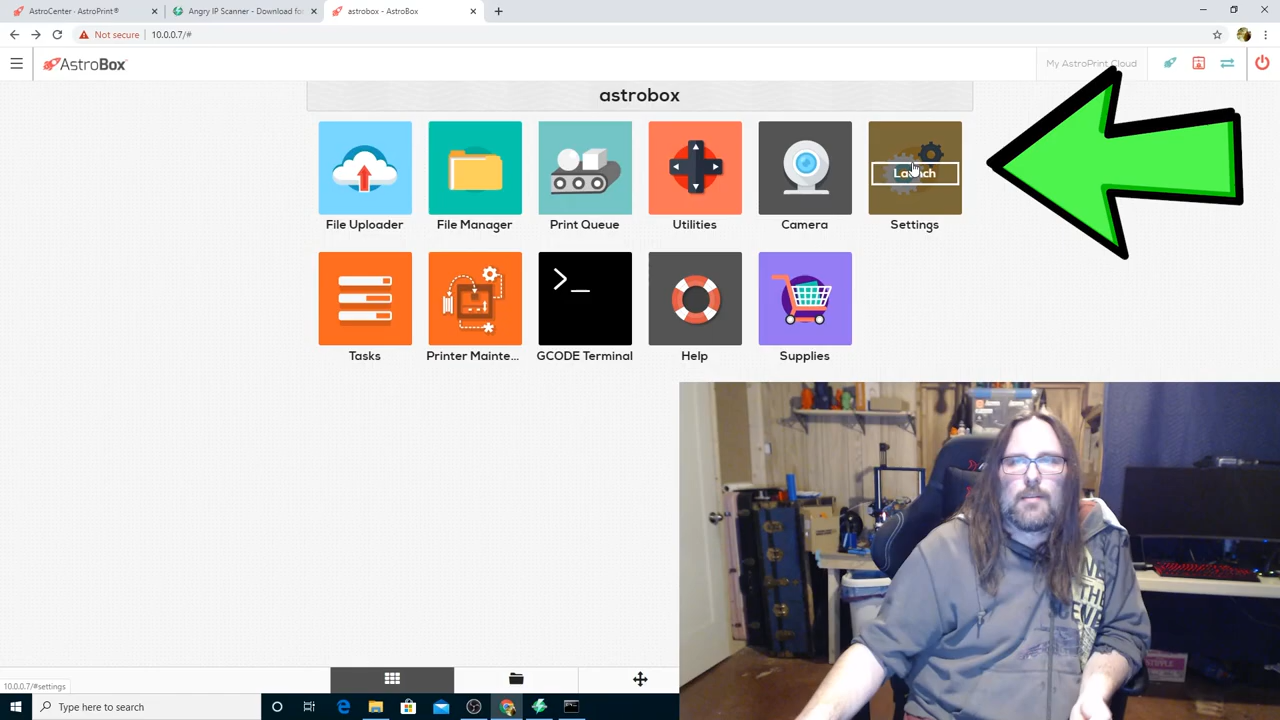 AstroCenter · AstroPrint®
Angry IP Scanner - Download for
astrobox - AstroBox
Not secure
10.0.0.7/#
AstroBox
My AstroPrint Cloud
astrobox
Launch
File Uploader
File Manager
Print Queue
Utilities
Camera
Settings
>_
Tasks
Printer Mainte...
GCODE Terminal
Help
Supplies
10.0.0.7/#settings
Type here to search